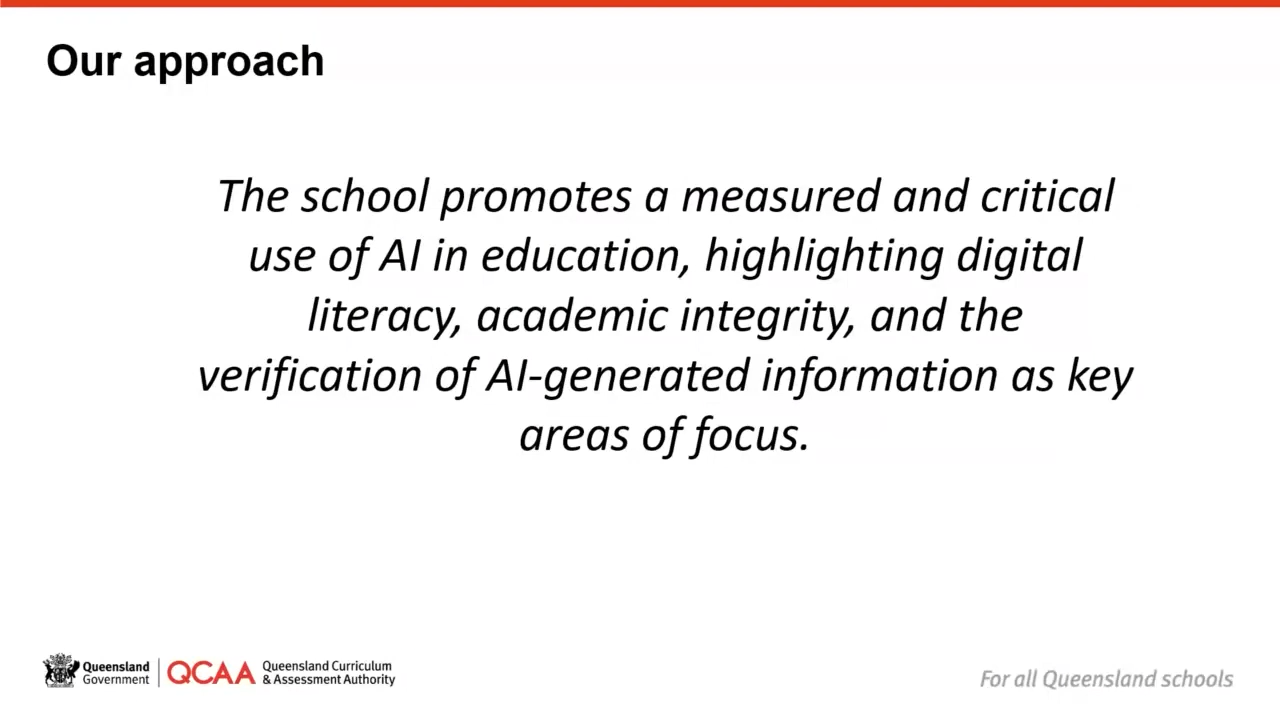 Our approach
The school promotes a measured and critical
use of AI in education, highlighting digital
literacy, academic integrity, and the
verification of AI-generated information as key
areas of focus.
Queensland
Government
QCAA
Queensland Curriculum
& Assessment Authority
For all Queensland schools